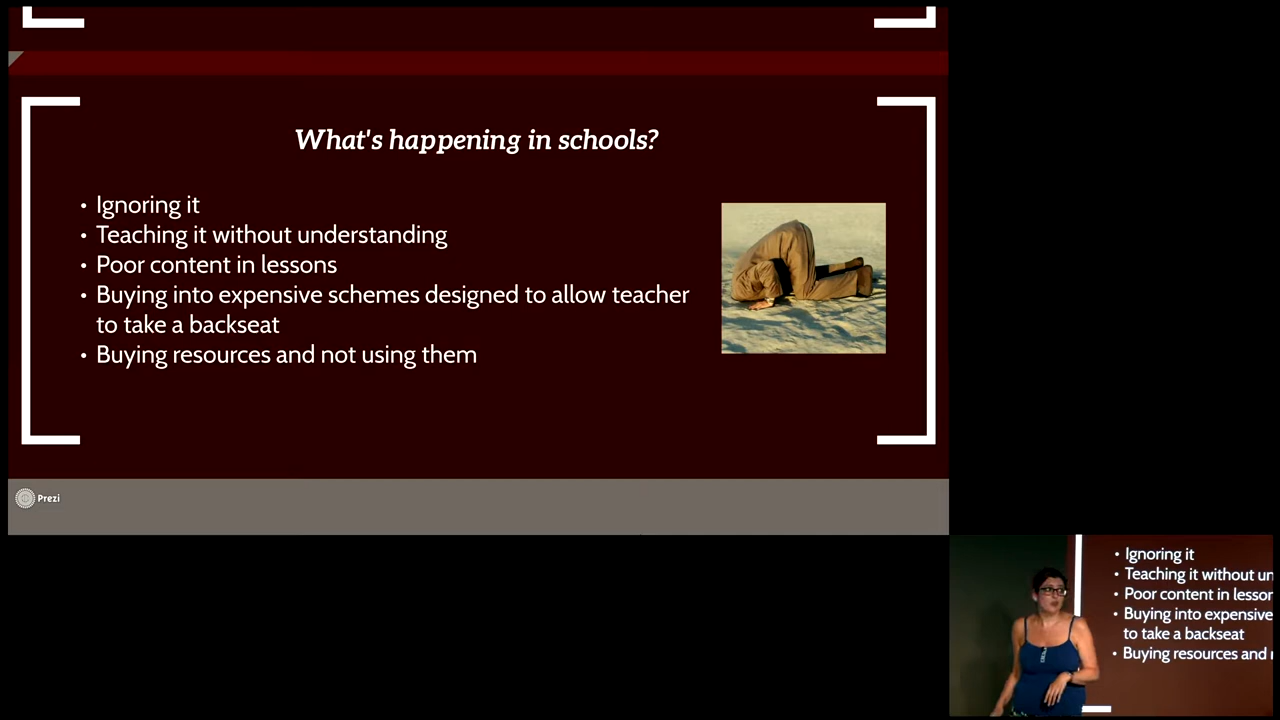 What's happening in schools?
• Ignoring it
• Teaching it without understanding
• Poor content in lessons
• Buying into expensive schemes designed to allow teacher
to take a backseat
• Buying resources and not using them
Prezi
• Ignoring it
• Teaching it without un
• Poor content in lesson
• Buying into expensive
to take a backseat
• Buying resources and